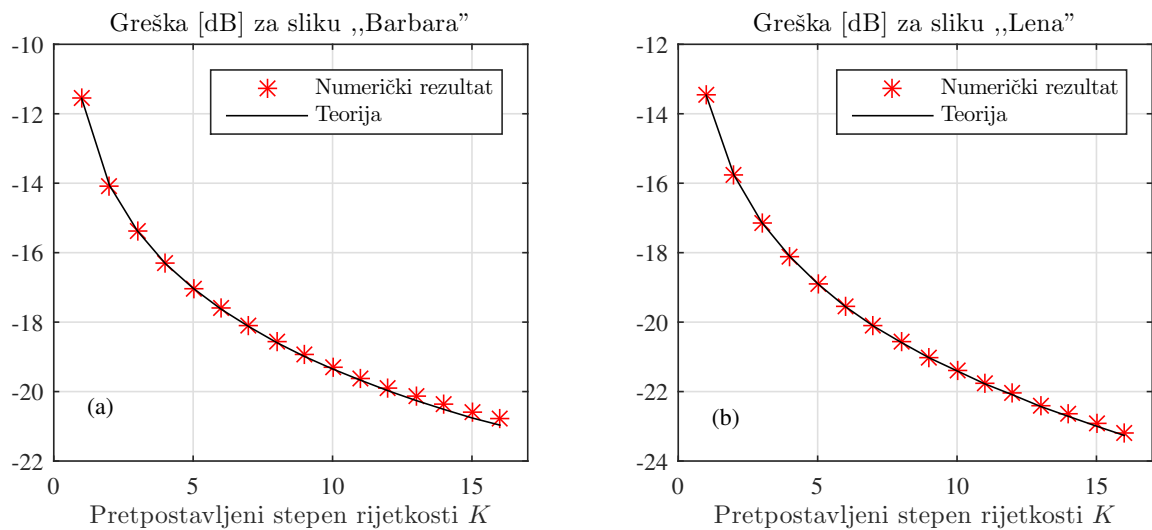 Greška [dB] za sliku ,,Barbara”
-10
-12
-14
-16
-18
-20
-22
0
5
10
15
Numerički rezultat
Teorija
(a)
Pretpostavljeni stepen rijetkosti K
Greška [dB] za sliku ,,Lena”
-12
-14
-16
-18
-20
-22
-24
0
5
10
15
Numerički rezultat
Teorija
(b)
Pretpostavljeni stepen rijetkosti K